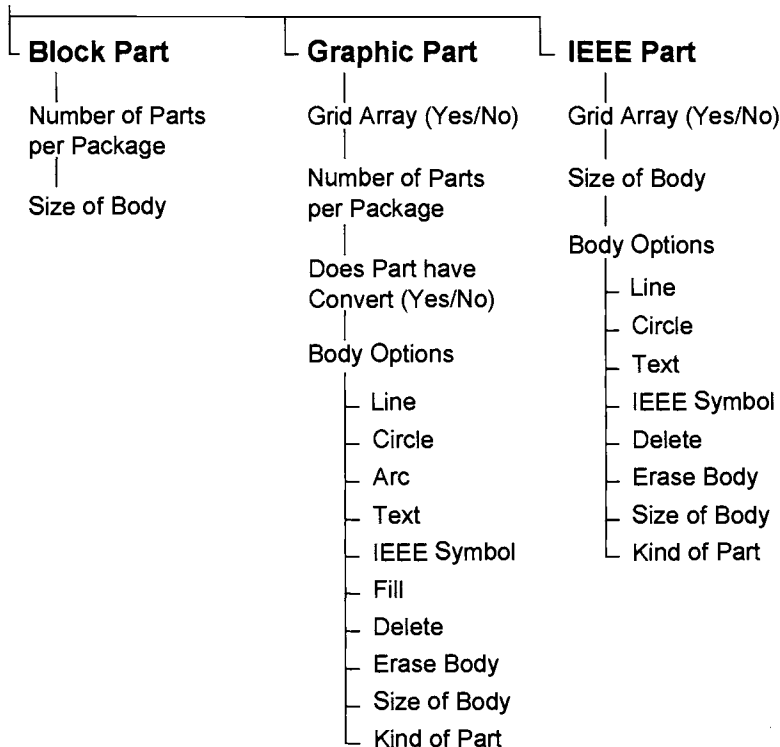 Block Part
Number of Parts
per Package
Size of Body
Graphic Part
Grid Array (Yes/No)
Number of Parts
per Package
Does Part have
Convert (Yes/No)
Body Options
Line
Circle
Arc
Text
IEEE Symbol
Fill
Delete
Erase Body
Size of Body
Kind of Part
IEEE Part
Grid Array (Yes/No)
Size of Body
Body Options
Line
Circle
Text
IEEE Symbol
Delete
Erase Body
Size of Body
Kind of Part